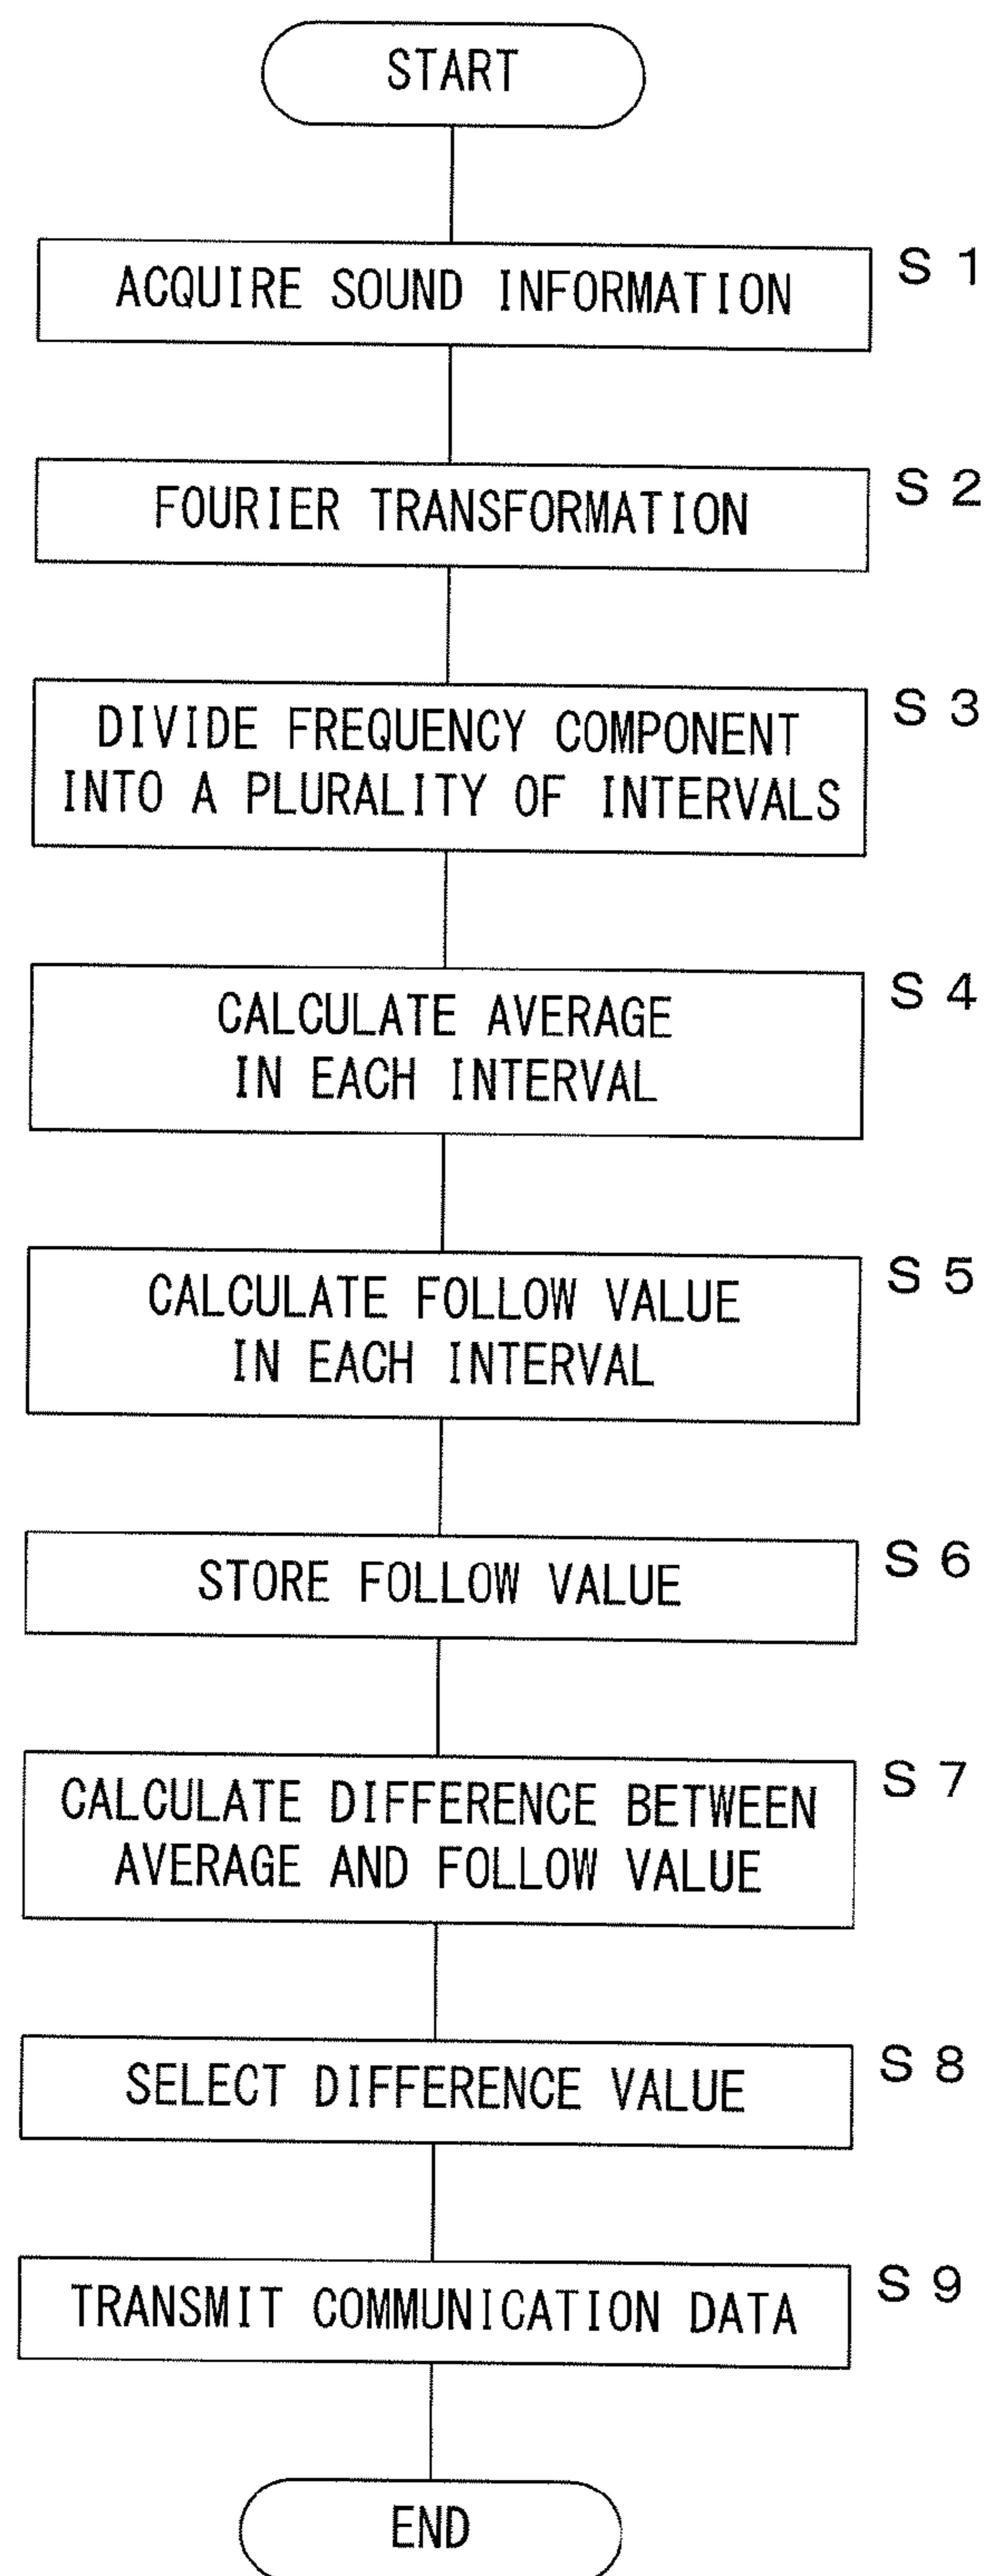 START
ACQUIRE SOUND INFORMATION
S 1
FOURIER TRANSFORMATION
S 2
DIVIDE FREQUENCY COMPONENT
INTO A PLURALITY OF INTERVALS
S 3
CALCULATE AVERAGE
IN EACH INTERVAL
S 4
CALCULATE FOLLOW VALUE
IN EACH INTERVAL
S 5
STORE FOLLOW VALUE
S 6
CALCULATE DIFFERENCE BETWEEN
AVERAGE AND FOLLOW VALUE
S 7
SELECT DIFFERENCE VALUE
S 8
TRANSMIT COMMUNICATION DATA
S 9
END